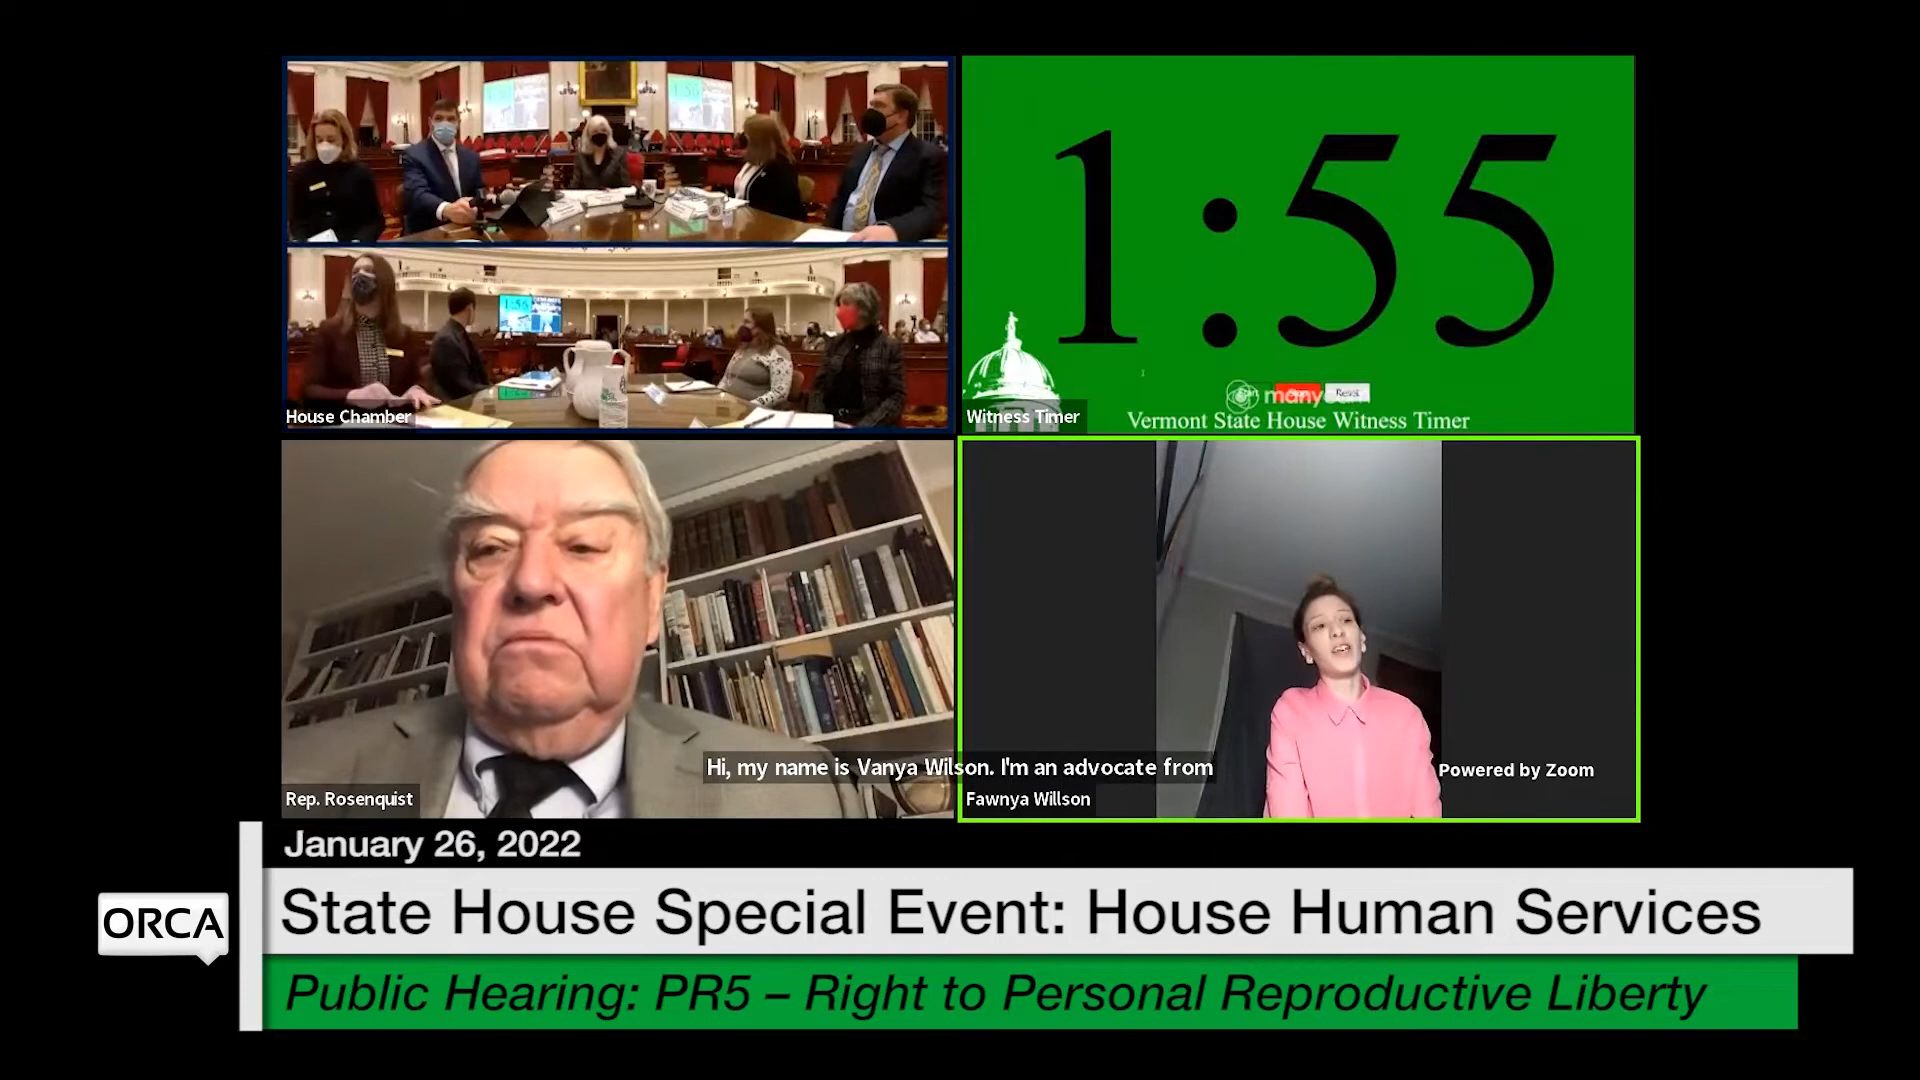 House Chamber
1:55
Witness Timer
Vermont State House Witness Timer
Reset
Rep. Rosenquist
Hi, my name is Vanya Wilson. I'm an advocate from
Fawnya Willson
Powered by Zoom
January 26, 2022
ORCA
State House Special Event: House Human Services
Public Hearing: PR5 – Right to Personal Reproductive Liberty